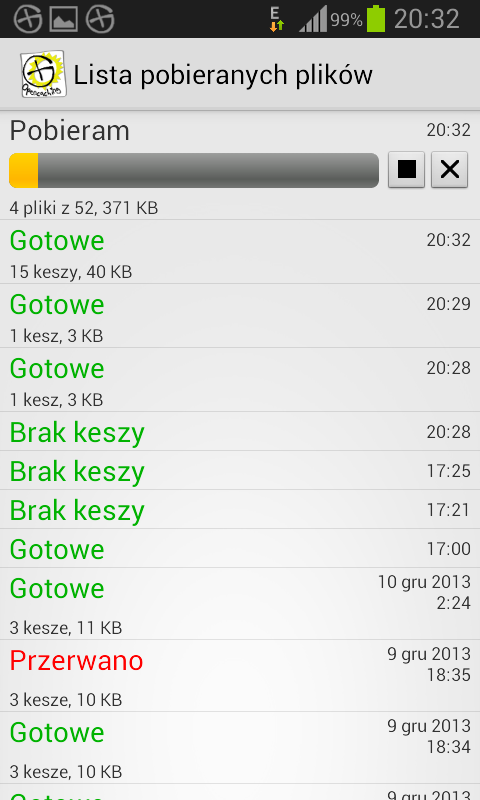 E
99%
20:32
Opencaching
Lista pobieranych plików
Pobieram
20:32
4 pliki z 52, 371 KB
Gotowe
20:32
15 keszy, 40 KB
Gotowe
20:29
1 kesz, 3 KB
Gotowe
20:28
1 kesz, 3 KB
Brak keszy
20:28
Brak keszy
17:25
Brak keszy
17:21
Gotowe
17:00
Gotowe
10 gru 2013
2:24
3 kesze, 11 KB
Przerwano
9 gru 2013
18:35
3 kesze, 10 KB
Gotowe
9 gru 2013
18:34
3 kesze, 10 KB
Gotowe
9 gru 2013